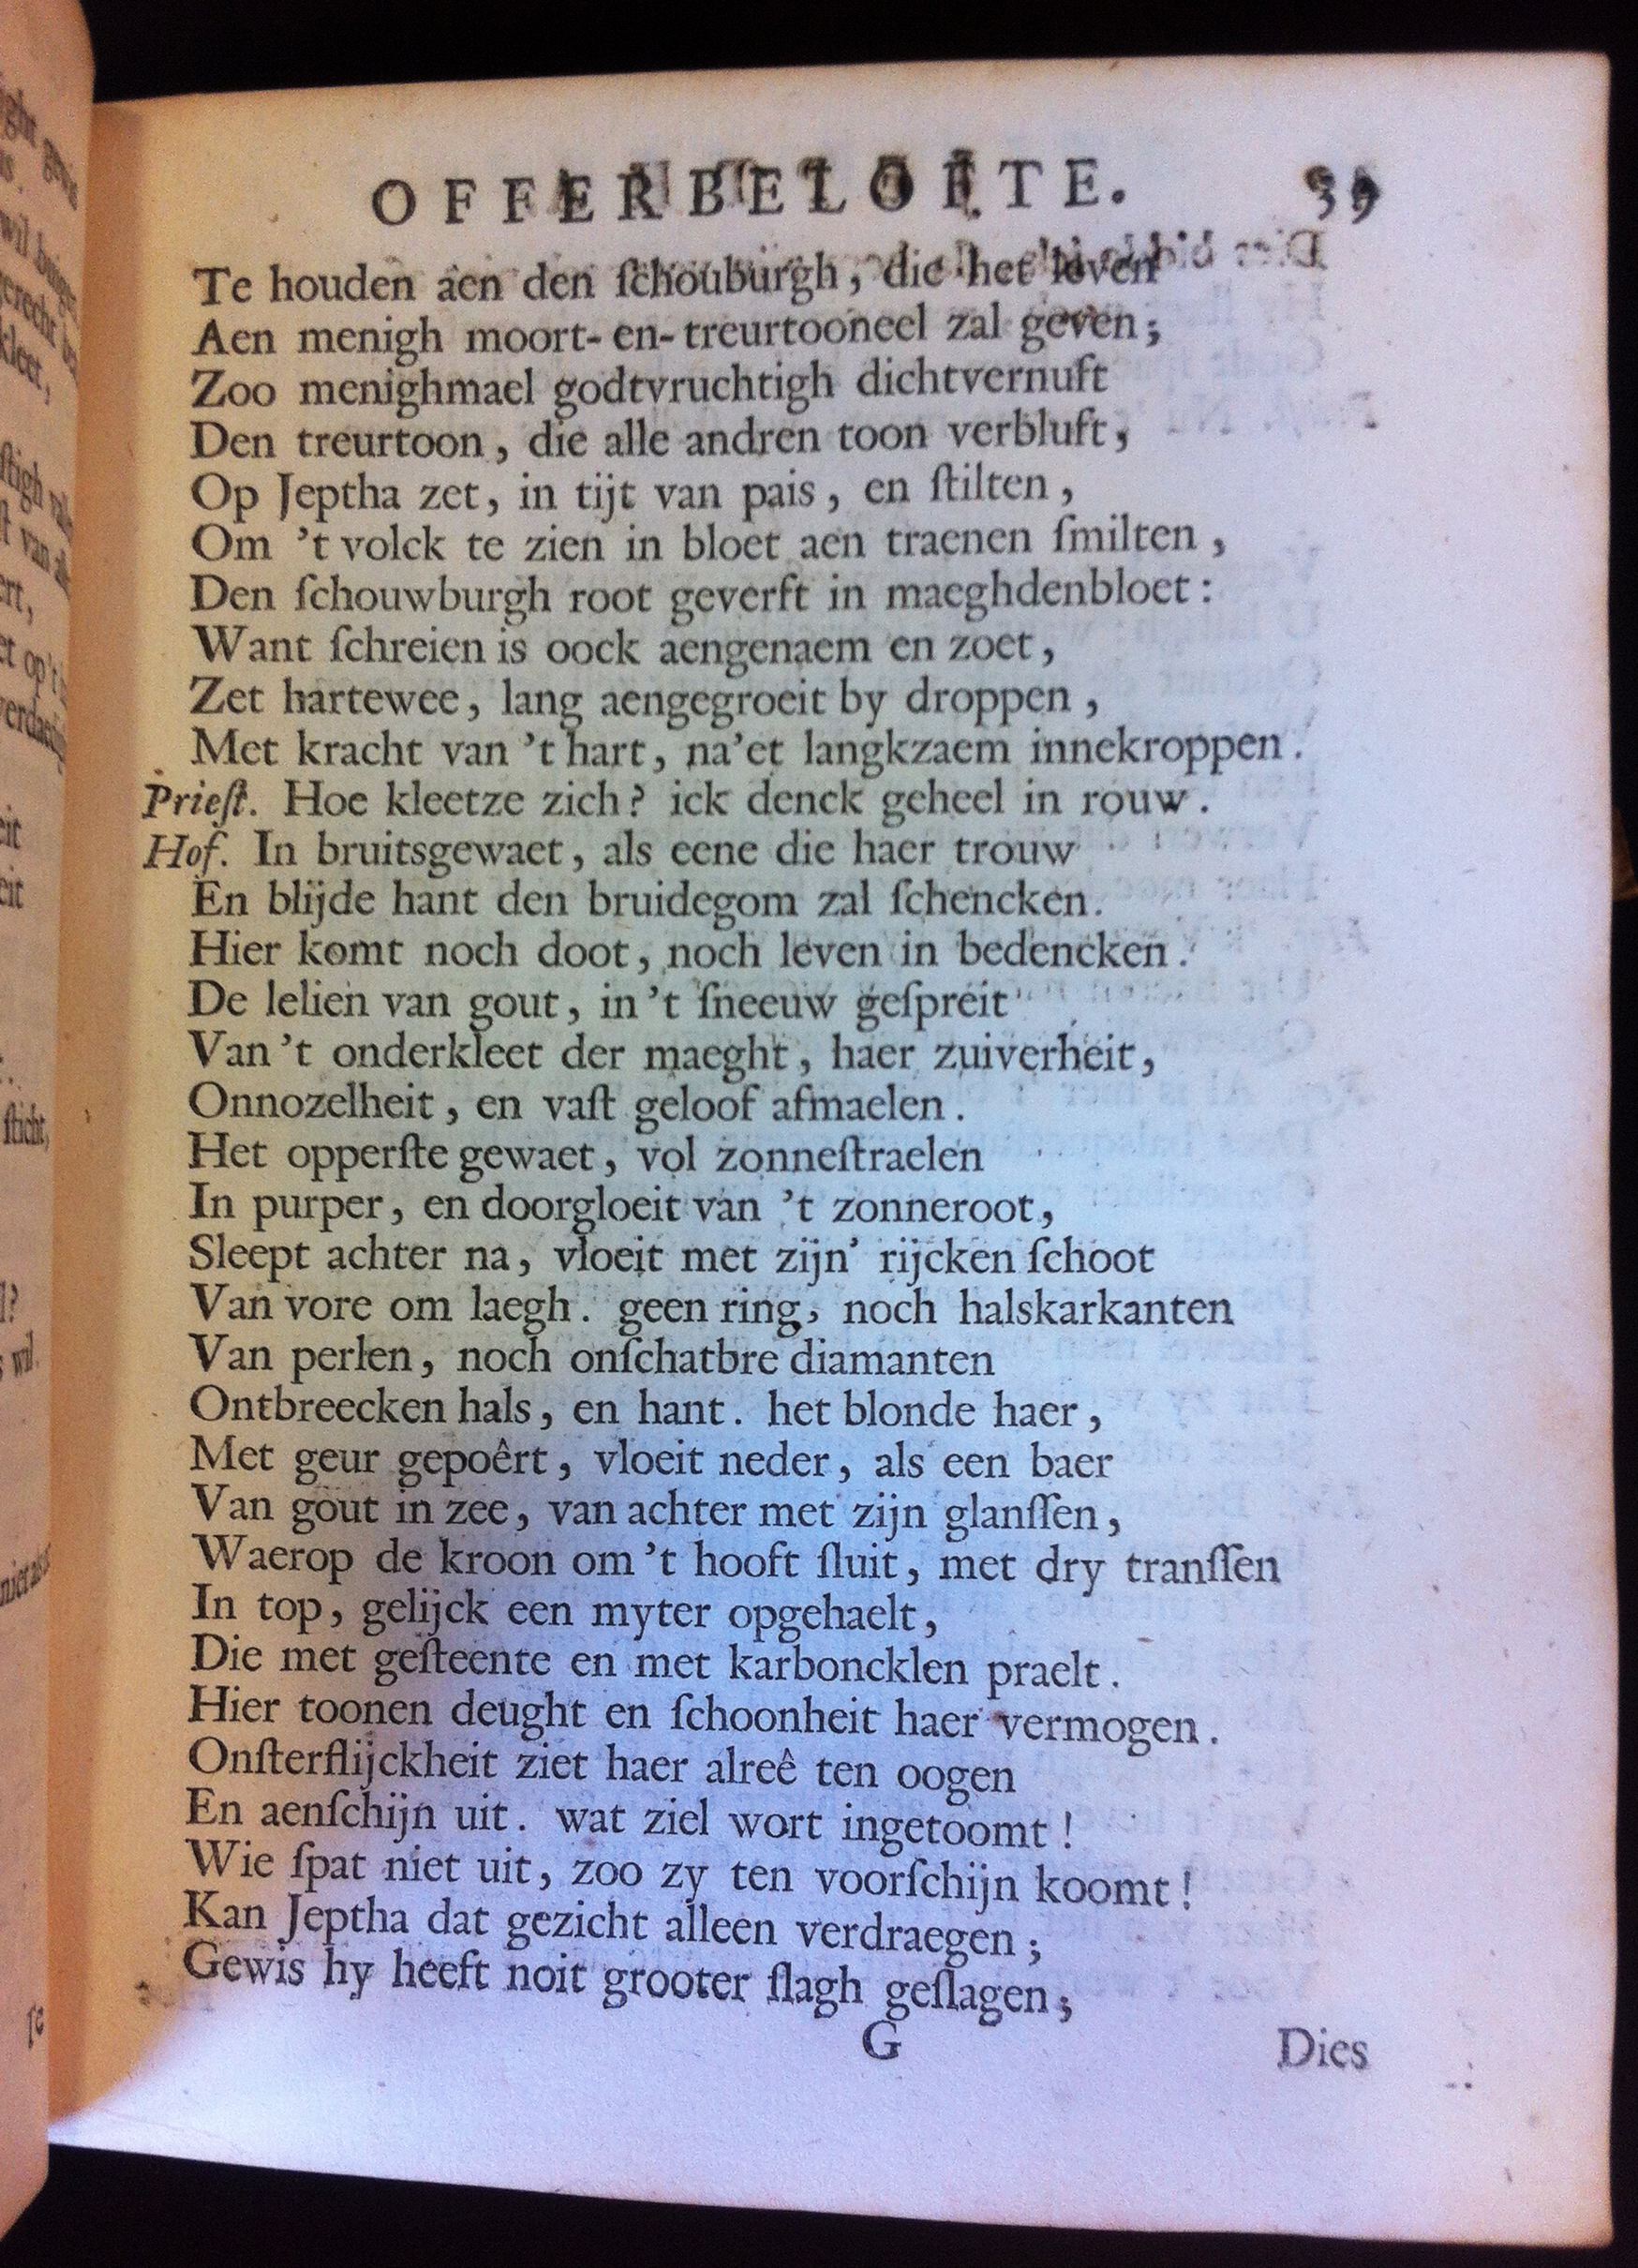 OFFERBELOFTE. 39
Te houden aen den ſchouburgh, die het leven
Aen menigh moort- en- treurtooneel zal geven;
Zoo menighmael godtvruchtigh dichtvernuft
Den treurtoon, die alle andren toon verbluft,
Op Jeptha zet, in tijt van pais, en ſtilten,
Om 't volck te zien in bloet aen traenen ſmilten,
Den ſchouwburgh root geverft in maeghdenbloet:
Want ſchreien is oock aengenaem en zoet,
Zet hartewee, lang aengegroeit by droppen,
Met kracht van 't hart, na'et langkzaem innekroppen.
Prieſt. Hoe kleetze zich? ick denck geheel in rouw.
Hof. In bruitsgewaet, als eene die haer trouw
En blijde hant den bruidegom zal ſchencken.
Hier komt noch doot, noch leven in bedencken.
De lelien van gout, in 't ſneeuw geſpreit
Van 't onderkleet der maeght, haer zuiverheit,
Onnozelheit, en vaſt geloof afmaelen.
Het opperſte gewaet, vol zonneſtraelen
In purper, en doorgloeit van 't zonneroot,
Sleept achter na, vloeit met zijn' rijcken ſchoot
Van vore om laegh. geen ring, noch halskarkanten
Van perlen, noch onſchatbre diamanten
Ontbreecken hals, en hant. het blonde haer,
Met geur gepoêrt, vloeit neder, als een baer
Van gout in zee, van achter met zijn glanſſen,
Waerop de kroon om 't hooft ſluit, met dry tranſſen
In top, gelijck een myter opgehaelt,
Die met geſteente en met karboncklen praelt.
Hier toonen deught en ſchoonheit haer vermogen.
Onſterflijckheit ziet haer alreê ten oogen
En aenſchijn uit. wat ziel wort ingetoomt!
Wie ſpat niet uit, zoo zy ten voorſchijn koomt!
Kan Jeptha dat gezicht alleen verdraegen;
Gewis hy heeft noit grooter ſlagh geſlagen;
G Dies